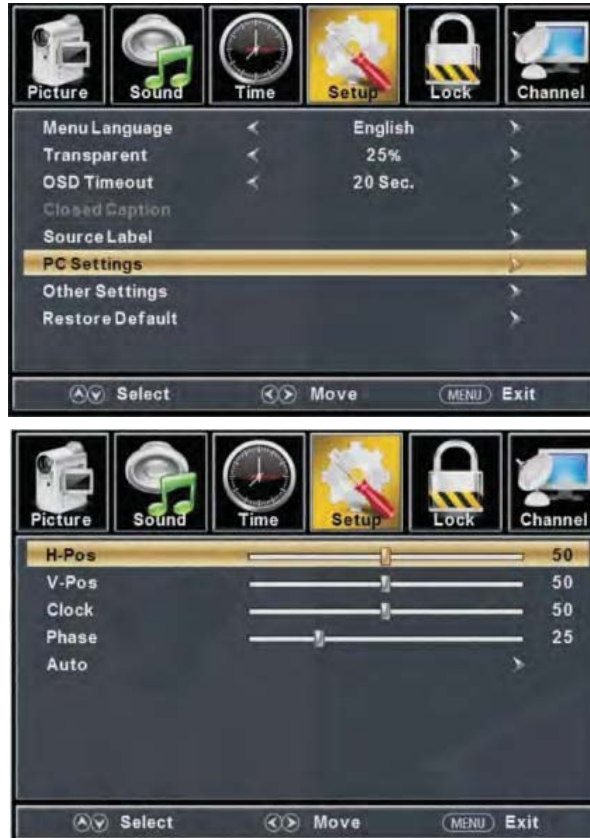 Picture Sound Time Setup Lock Channel
Menu Language English
Transparent 25%
OSD Timeout 20 Sec.
Closed Caption
Source Label
PC Settings
Other Settings
Restore Default
Select Move MENU Exit
Picture Sound Time Setup Lock Channel
H-Pos 50
V-Pos 50
Clock 50
Phase 25
Auto
Select Move MENU Exit